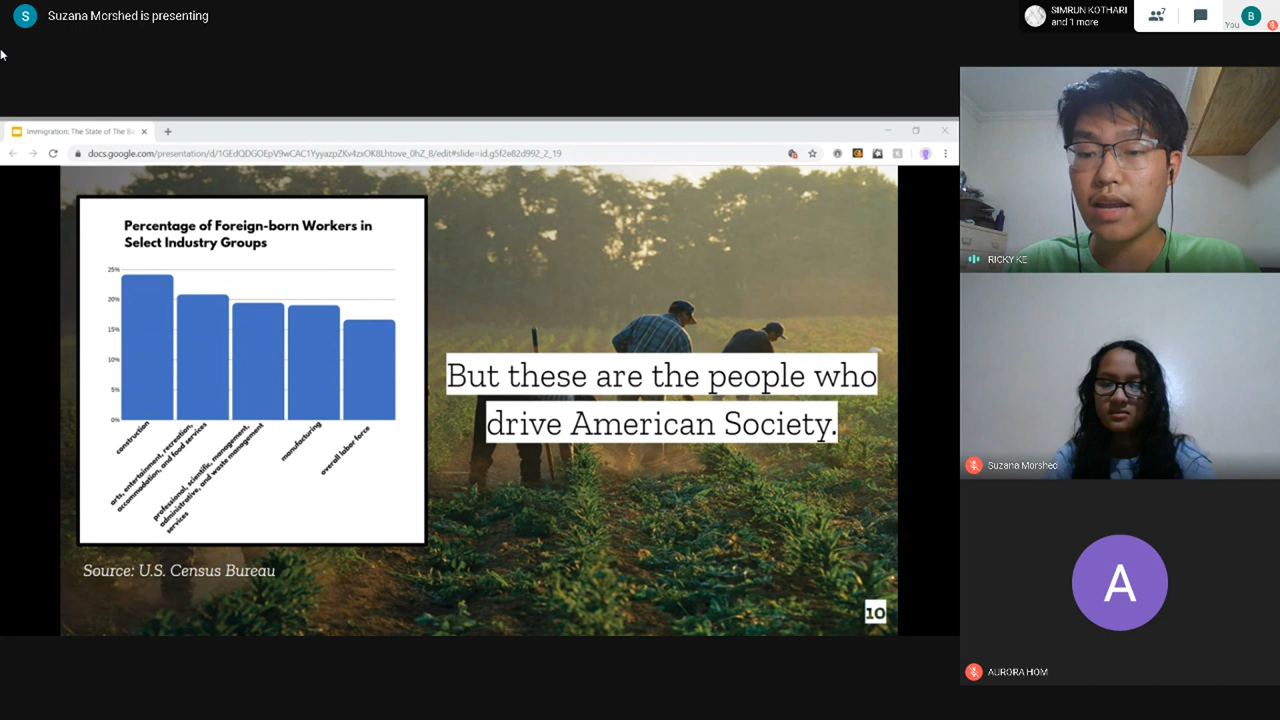 Suzana Morshed is presenting
SIMRUN KOTHARI
and 1 more
7
You
B
S
Immigration: The State of The Ba
docs.google.com/presentation/d/1GEdQDGOEpV9wCAC1YyyazpZKv4zxOK8Lhtove_0hZ_8/edit#slide=id.g5f2e82d992_2_19
Percentage of Foreign-born Workers in
Select Industry Groups
25%
20%
15%
10%
5%
0%
construction
arts, entertainment, recreation,
accommodation, and food services
professional, scientific, management,
administrative, and waste management
services
manufacturing
overall labor force
But these are the people who
drive American Society.
Source: U.S. Census Bureau
10
RICKY KE
Suzana Morshed
A
AURORA HOM